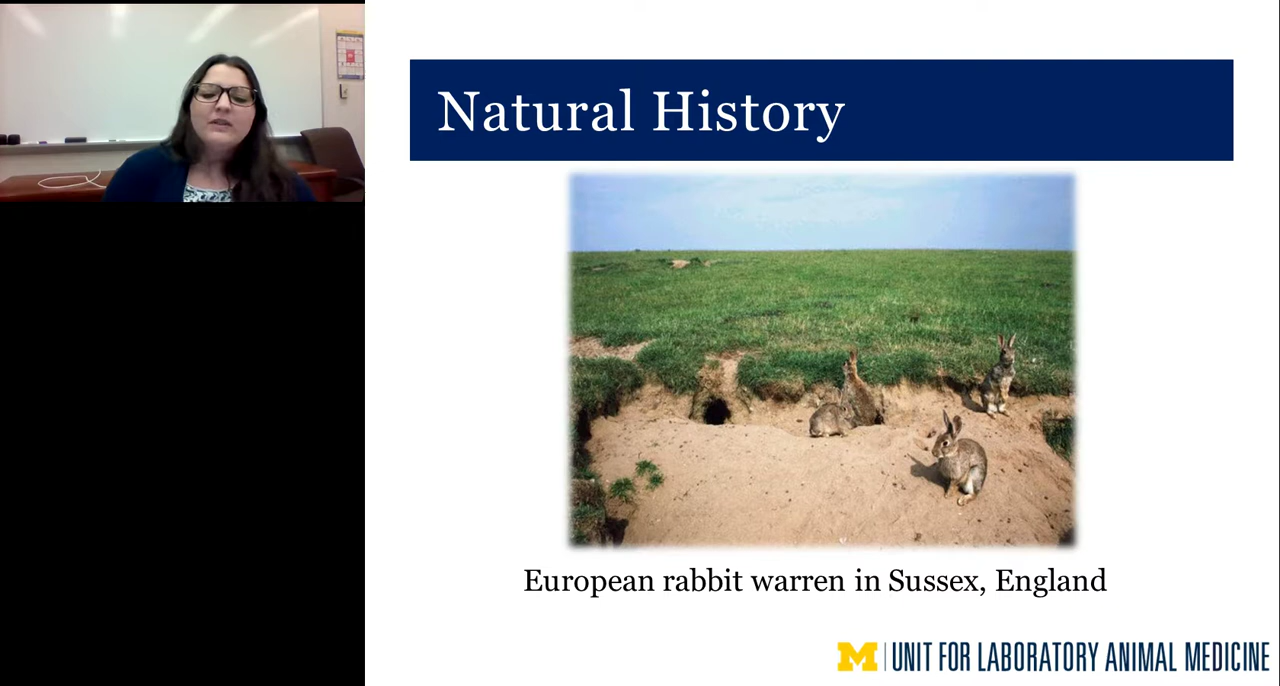 Natural History
European rabbit warren in Sussex, England
M UNIT FOR LABORATORY ANIMAL MEDICINE